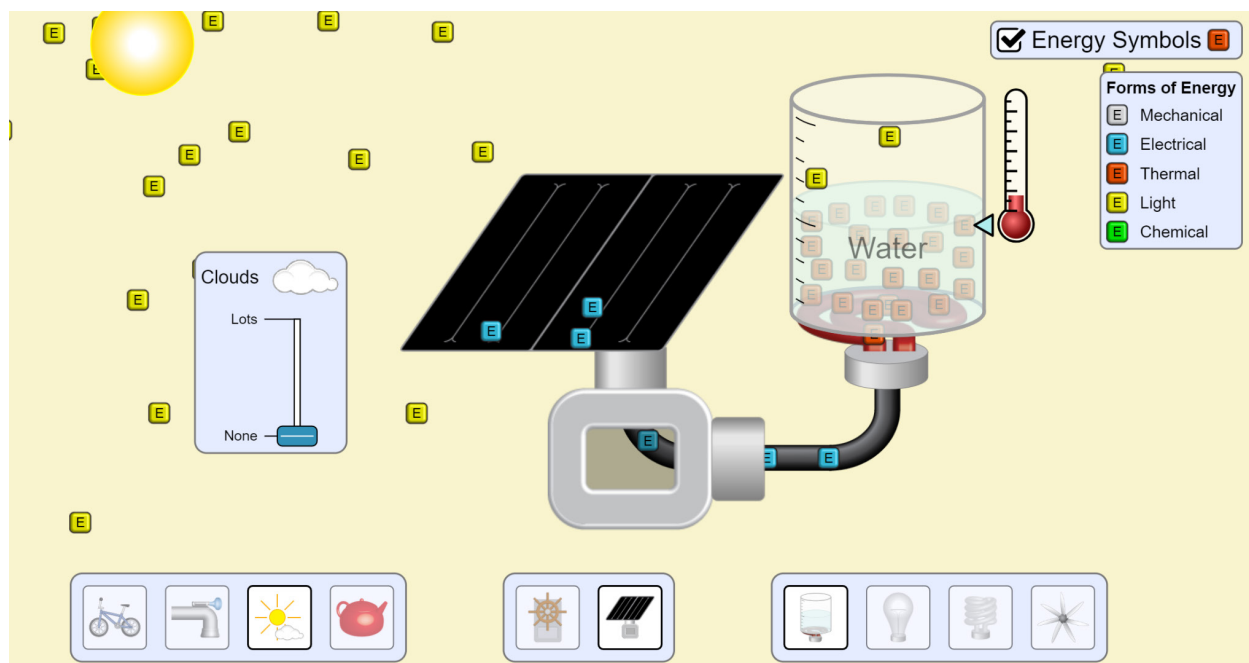 Energy Symbols E
Forms of Energy
E Mechanical
E Electrical
E Thermal
E Light
E Chemical
Water
Clouds
Lots
None